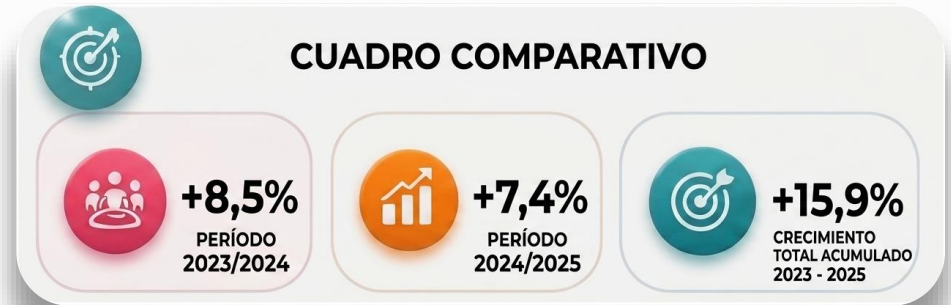 CUADRO COMPARATIVO
+8,5%
PERÍODO
2023/2024
+7,4%
PERÍODO
2024/2025
+15,9%
CRECIMIENTO
TOTAL ACUMULADO
2023 - 2025